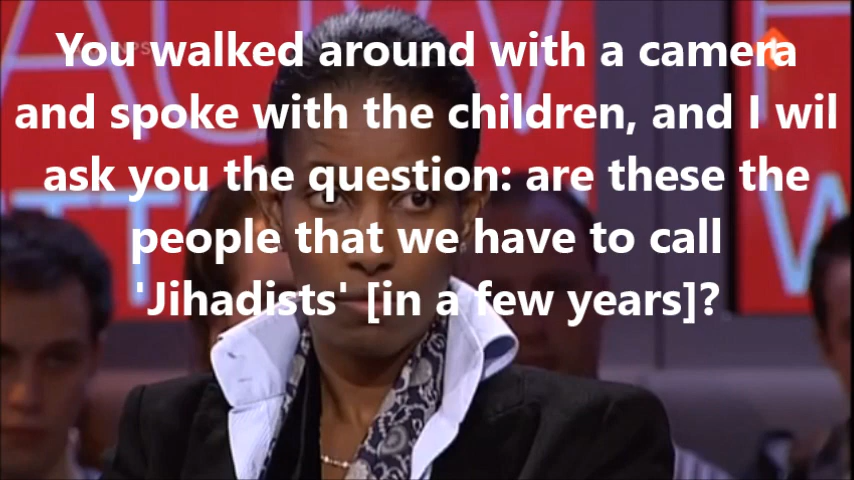 You walked around with a camera
and spoke with the children, and I wil
ask you the question: are these the
people that we have to call
'Jihadists' [in a few years]?